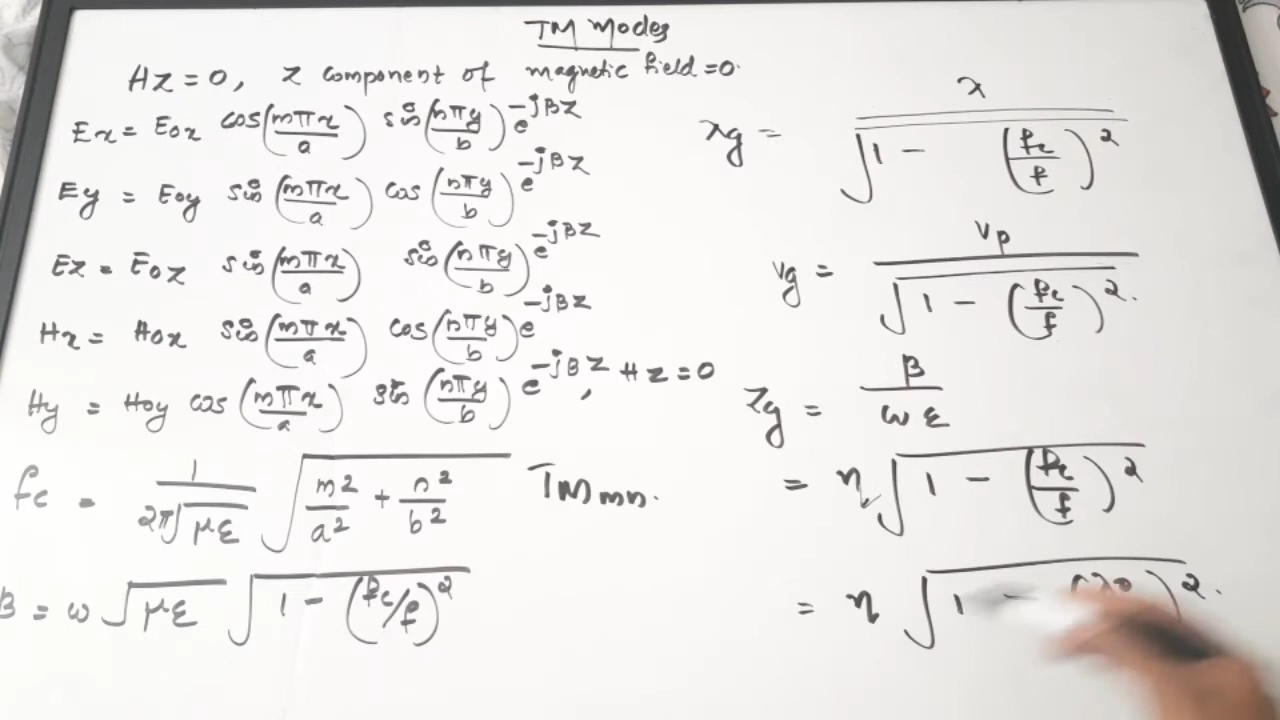 TM Modes
Hz = 0, z component of magnetic field = 0.
Ex = E0x cos(mπx/a) sin(nπy/b) e^-jβz
Ey = E0y sin(mπx/a) cos(nπy/b) e^-jβz
Ez = E0z sin(mπx/a) sin(nπy/b) e^-jβz
Hx = H0x sin(mπx/a) cos(nπy/b) e^-jβz
Hy = H0y cos(mπx/a) sin(nπy/b) e^-jβz, Hz = 0
fc = 1/(2π√με) √(m²/a² + n²/b²) TMmn.
β = ω √με √(1 - (fc/f)²)
λg = λ/√(1 - (fc/f)²)
vg = vp/√(1 - (fc/f)²).
Zg = β/ωε
= η √(1 - (fc/f)²)
= η √(1 - ( )²).